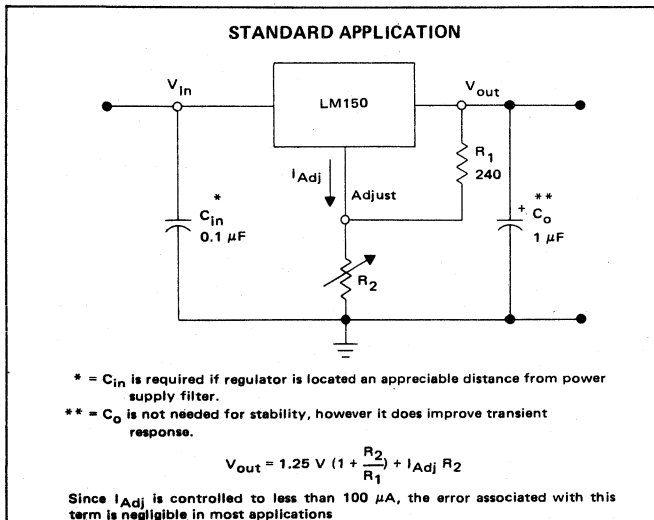 STANDARD APPLICATION
Vin
LM150
Vout
IAdj
Adjust
R1
240
*
Cin
0.1 μF
R2
**
+
Co
1 μF
* = Cin is required if regulator is located an appreciable distance from power
supply filter.
** = Co is not needed for stability, however it does improve transient
response.
Vout = 1.25 V (1 + R2/R1) + IAdj R2
Since IAdj is controlled to less than 100 μA, the error associated with this
term is negligible in most applications